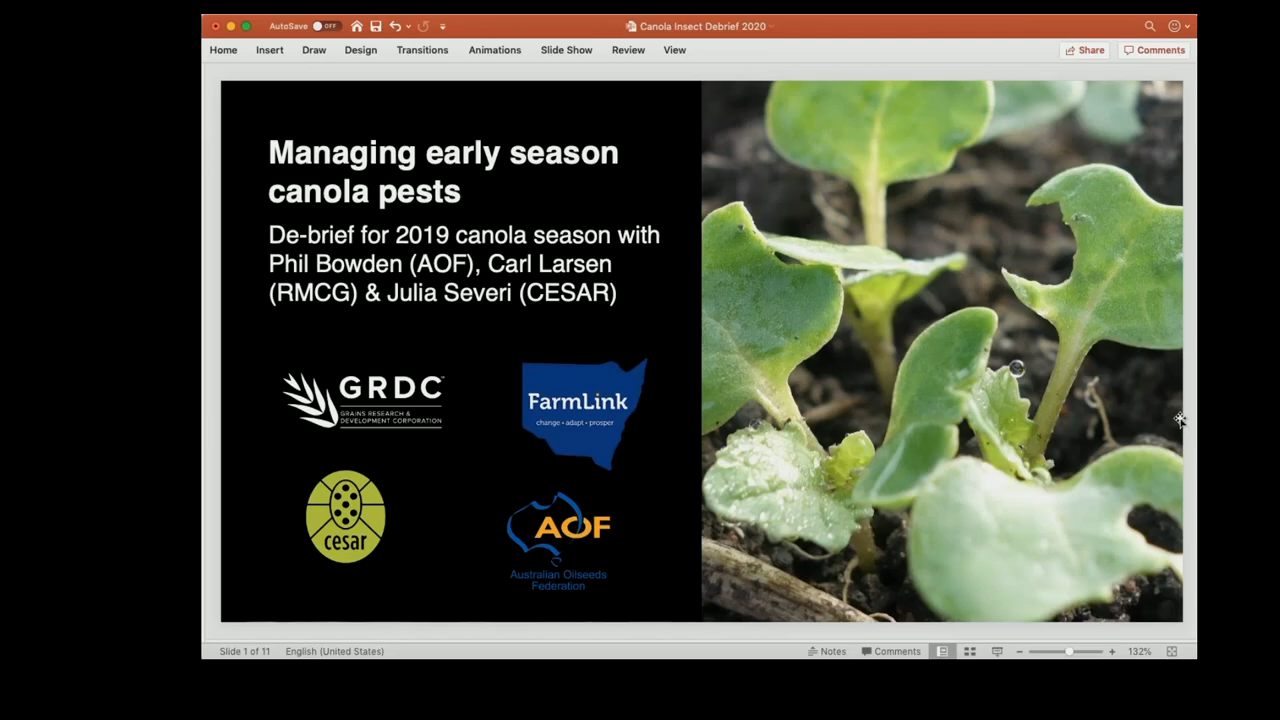 AutoSave OFF
Canola Insect Debrief 2020
Home Insert Draw Design Transitions Animations Slide Show Review View
Share Comments
Managing early season
canola pests
De-brief for 2019 canola season with
Phil Bowden (AOF), Carl Larsen
(RMCG) & Julia Severi (CESAR)
GRDC™
GRAINS RESEARCH &
DEVELOPMENT CORPORATION
FarmLink
change • adapt • prosper
cesar
AOF
Australian Oilseeds
Federation
Slide 1 of 11 English (United States)
Notes Comments 132%